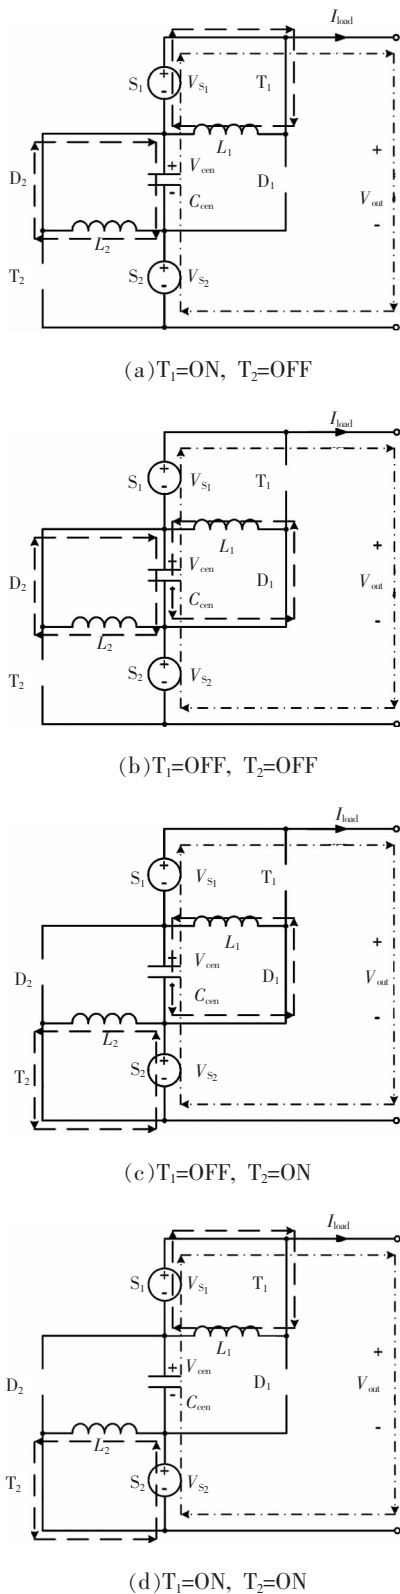 I_load
+
S₁ V_S₁ T₁
-
L₁
+ V_cen +
D₂ D₁
- C_cen V_out
L₂ -
T₂ +
S₂ V_S₂
-
(a)T₁=ON, T₂=OFF
I_load
+
S₁ V_S₁ T₁
-
L₁ +
+ V_cen
D₂ D₁ V_out
C_cen
L₂ -
T₂ +
S₂ V_S₂
-
(b)T₁=OFF, T₂=OFF
I_load
+
S₁ V_S₁ T₁
-
L₁ +
+ V_cen
D₂ D₁ V_out
C_cen
L₂ -
T₂ +
S₂ V_S₂
-
(c)T₁=OFF, T₂=ON
I_load
+
S₁ V_S₁ T₁
-
L₁ +
+ V_cen
D₂ D₁ V_out
- C_cen
L₂ -
T₂ +
S₂ V_S₂
-
(d)T₁=ON, T₂=ON